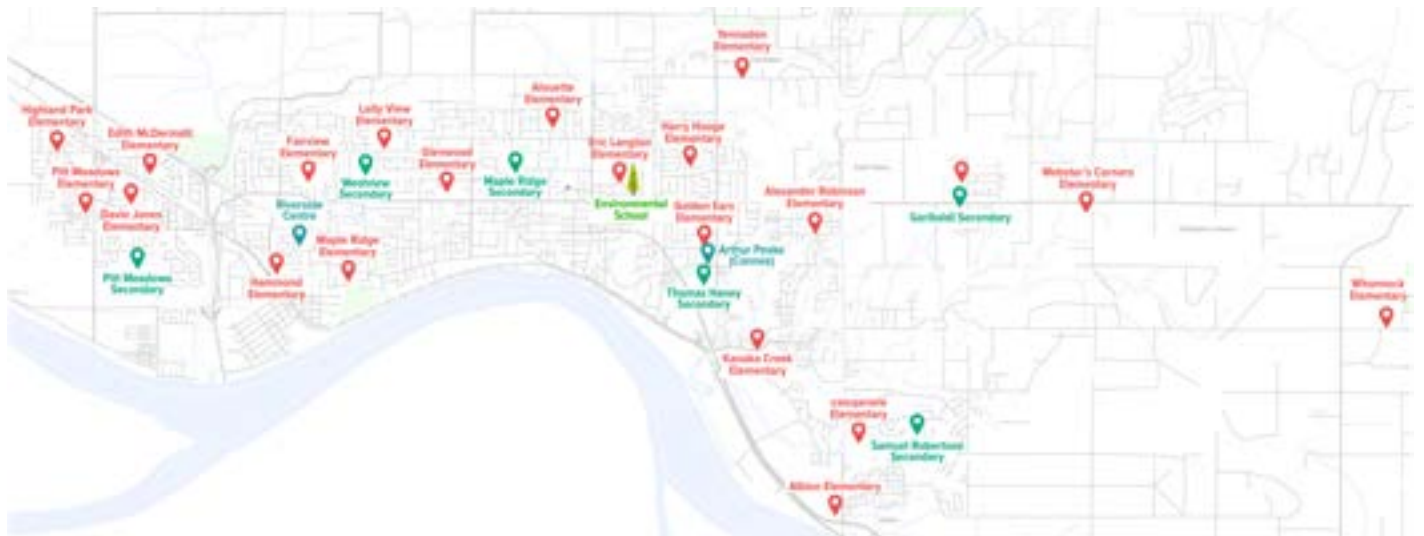 Yennadon
Elementary
Alouette
Elementary
Highland Park
Elementary
Laity View
Elementary
Edith McDermott
Elementary
Fairview
Elementary
Harry Hooge
Elementary
Eric Langton
Elementary
Glenwood
Elementary
Pitt Meadows
Elementary
Westview
Secondary
Maple Ridge
Secondary
Webster's Corners
Elementary
Alexander Robinson
Elementary
Environmental
School
Riverside
Centre
Golden Ears
Elementary
Davie Jones
Elementary
Garibaldi Secondary
Maple Ridge
Elementary
Arthur Peake
(Connex)
Pitt Meadows
Secondary
Hammond
Elementary
Thomas Haney
Secondary
Whonnock
Elementary
Kanaka Creek
Elementary
c̓əsqənelə
Elementary
Samuel Robertson
Secondary
Albion Elementary